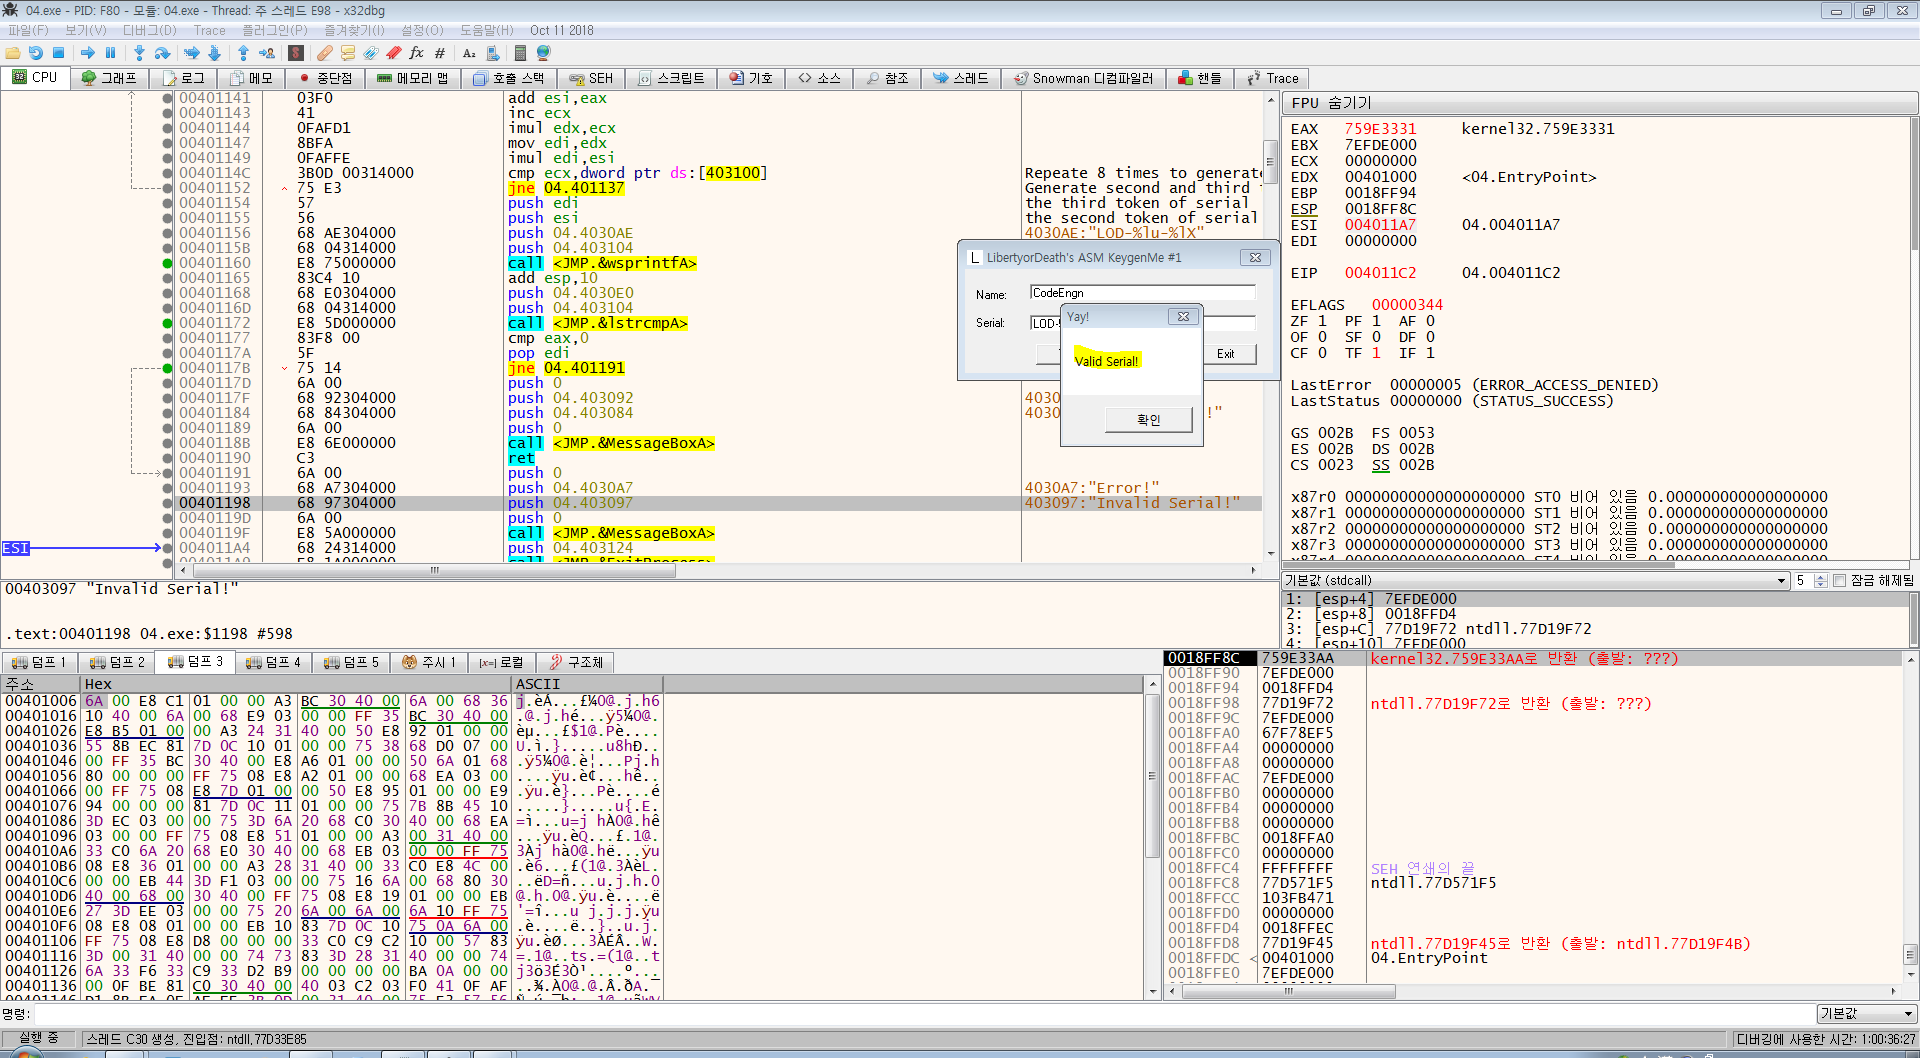 04.exe - PID: F80 - 모듈: 04.exe - Thread: 주 스레드 E98 - x32dbg
파일(F) 보기(V) 디버그(D) Trace 플러그인(P) 즐겨찾기(I) 설정(O) 도움말(H) Oct 11 2018
CPU 그래프 로그 메모 중단점 메모리 맵 호출 스택 SEH 스크립트 기호 소스 참조 스레드 Snowman 디컴파일러 핸들 Trace
00401141 03F0 add esi,eax
00401143 41 inc ecx
00401144 0FAFD1 imul edx,ecx
00401147 8BFA mov edi,edx
00401149 0FAFFE imul edi,esi
0040114C 3B0D 00314000 cmp ecx,dword ptr ds:[403100] Repeat 8 times to generat
00401152 75 E3 jne 04.401137 Generate second and third
00401154 57 push edi the third token of serial
00401155 56 push esi the second token of serial
00401156 68 AE304000 push 04.4030AE 4030AE:"LOD-%lu-%lX"
0040115B 68 04314000 push 04.403104
00401160 E8 75000000 call <JMP.&wsprintfA>
00401165 83C4 10 add esp,10
00401168 68 E0304000 push 04.4030E0
0040116D 68 04314000 push 04.403104
00401172 E8 5D000000 call <JMP.&lstrcmpA>
00401177 83F8 00 cmp eax,0
0040117A 5F pop edi
0040117B 75 14 jne 04.401191
0040117D 6A 00 push 0
0040117F 68 92304000 push 04.403092 4030
00401184 68 84304000 push 04.403084 4030 !"
00401189 6A 00 push 0
0040118B E8 6E000000 call <JMP.&MessageBoxA>
00401190 C3 ret
00401191 6A 00 push 0
00401193 68 A7304000 push 04.4030A7 4030A7:"Error!"
00401198 68 97304000 push 04.403097 403097:"Invalid Serial!"
0040119D 6A 00 push 0
0040119F E8 5A000000 call <JMP.&MessageBoxA>
ESI 004011A4 68 24314000 push 04.403124
LibertyorDeath's ASM KeygenMe #1
Name: CodeEngn
Serial: LOD-
Exit
Yay!
Valid Serial!
확인
FPU 숨기기
EAX 759E3331 kernel32.759E3331
EBX 7EFDE000
ECX 00000000
EDX 00401000 <04.EntryPoint>
EBP 0018FF94
ESP 0018FF8C
ESI 004011A7 04.004011A7
EDI 00000000
EIP 004011C2 04.004011C2
EFLAGS 00000344
ZF 1 PF 1 AF 0
OF 0 SF 0 DF 0
CF 0 TF 1 IF 1
LastError 00000005 (ERROR_ACCESS_DENIED)
LastStatus 00000000 (STATUS_SUCCESS)
GS 002B FS 0053
ES 002B DS 002B
CS 0023 SS 002B
x87r0 00000000000000000000 ST0 비어 있음 0.000000000000000000
x87r1 00000000000000000000 ST1 비어 있음 0.000000000000000000
x87r2 00000000000000000000 ST2 비어 있음 0.000000000000000000
x87r3 00000000000000000000 ST3 비어 있음 0.000000000000000000
기본값 (stdcall) 5 잠금 해제됨
1: [esp+4] 7EFDE000
2: [esp+8] 0018FFD4
3: [esp+C] 77D19F72 ntdll.77D19F72
4: [esp+10] 7EFDE000
00403097 "Invalid Serial!"
.text:00401198 04.exe:$1198 #598
덤프 1 덤프 2 덤프 3 덤프 4 덤프 5 주시 1 [x=] 로컬 구조체
주소 Hex ASCII
00401006 6A 00 E8 C1 01 00 00 A3 BC 30 40 00 6A 00 68 36
00401016 10 40 00 6A 00 68 E9 03 00 00 FF 35 BC 30 40 00
00401026 E8 B5 01 00 00 A3 24 31 40 00 50 E8 92 01 00 00
00401036 55 8B EC 81 7D 0C 10 01 00 00 75 38 68 D0 07 00
00401046 00 FF 35 BC 30 40 00 E8 A6 01 00 00 50 6A 01 68
00401056 80 00 00 00 FF 75 08 E8 A2 01 00 00 68 EA 03 00
00401066 00 FF 75 08 E8 7D 01 00 00 50 E8 95 01 00 00 E9
00401076 94 00 00 00 81 7D 0C 11 01 00 00 75 7B 8B 45 10
00401086 3D EC 03 00 00 75 3D 6A 20 68 C0 30 40 00 68 EA
00401096 03 00 00 FF 75 08 E8 51 01 00 00 A3 00 31 40 00
004010A6 33 C0 6A 20 68 E0 30 40 00 68 EB 03 00 00 FF 75
004010B6 08 E8 36 01 00 00 A3 28 31 40 00 33 C0 E8 4C 00
004010C6 00 00 EB 44 3D F1 03 00 00 75 16 6A 00 68 80 30
004010D6 40 00 68 00 30 40 00 FF 75 08 E8 19 01 00 00 EB
004010E6 27 3D EE 03 00 00 75 20 6A 00 6A 00 6A 10 FF 75
004010F6 08 E8 08 01 00 00 EB 10 83 7D 0C 10 75 0A 6A 00
00401106 FF 75 08 E8 D8 00 00 00 33 C0 C9 C2 10 00 57 83
00401116 3D 00 31 40 00 00 74 73 83 3D 28 31 40 00 00 74
00401126 6A 33 F6 33 C9 33 D2 B9 00 00 00 00 BA 0A 00 00
00401136 00 0F BE 81 C0 30 40 00 40 03 C2 03 F0 41 0F AF
0018FF8C 759E33AA kernel32.759E33AA로 반환 (출발: ???)
0018FF90 7EFDE000
0018FF94 0018FFD4
0018FF98 77D19F72 ntdll.77D19F72로 반환 (출발: ???)
0018FF9C 7EFDE000
0018FFA0 67F78EF5
0018FFA4 00000000
0018FFA8 00000000
0018FFAC 7EFDE000
0018FFB0 00000000
0018FFB4 00000000
0018FFB8 00000000
0018FFBC 0018FFA0
0018FFC0 00000000
0018FFC4 FFFFFFFF SEH 연쇄의 끝
0018FFC8 77D571F5 ntdll.77D571F5
0018FFCC 103FB471
0018FFD0 00000000
0018FFD4 0018FFEC
0018FFD8 77D19F45 ntdll.77D19F45로 반환 (출발: ntdll.77D19F4B)
0018FFDC 00401000 04.EntryPoint
0018FFE0 7EFDE000
명령: 기본값
실행 중 스레드 C30 생성, 진입점: ntdll,77D33E85 디버깅에 사용한 시간: 1:00:36:27